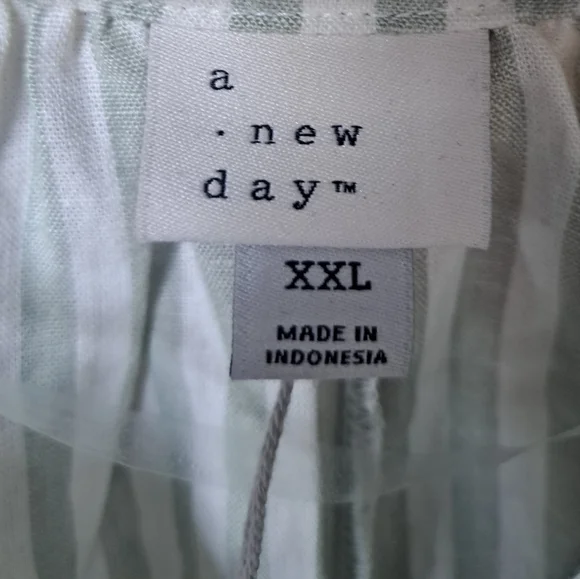 a
· new
day™
XXL
MADE IN
INDONESIA